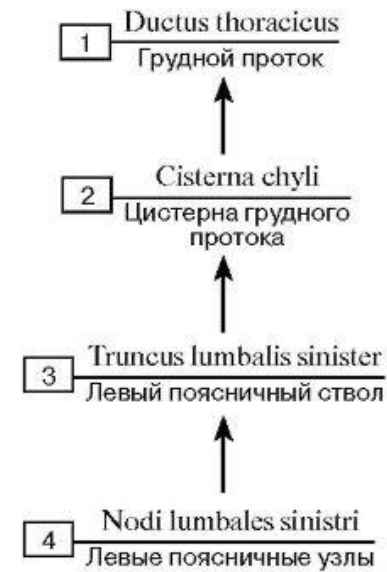 1 Ductus thoracicus
Грудной проток
2 Cisterna chyli
Цистерна грудного
протока
3 Truncus lumbalis sinister
Левый поясничный ствол
4 Nodi lumbales sinistri
Левые поясничные узлы